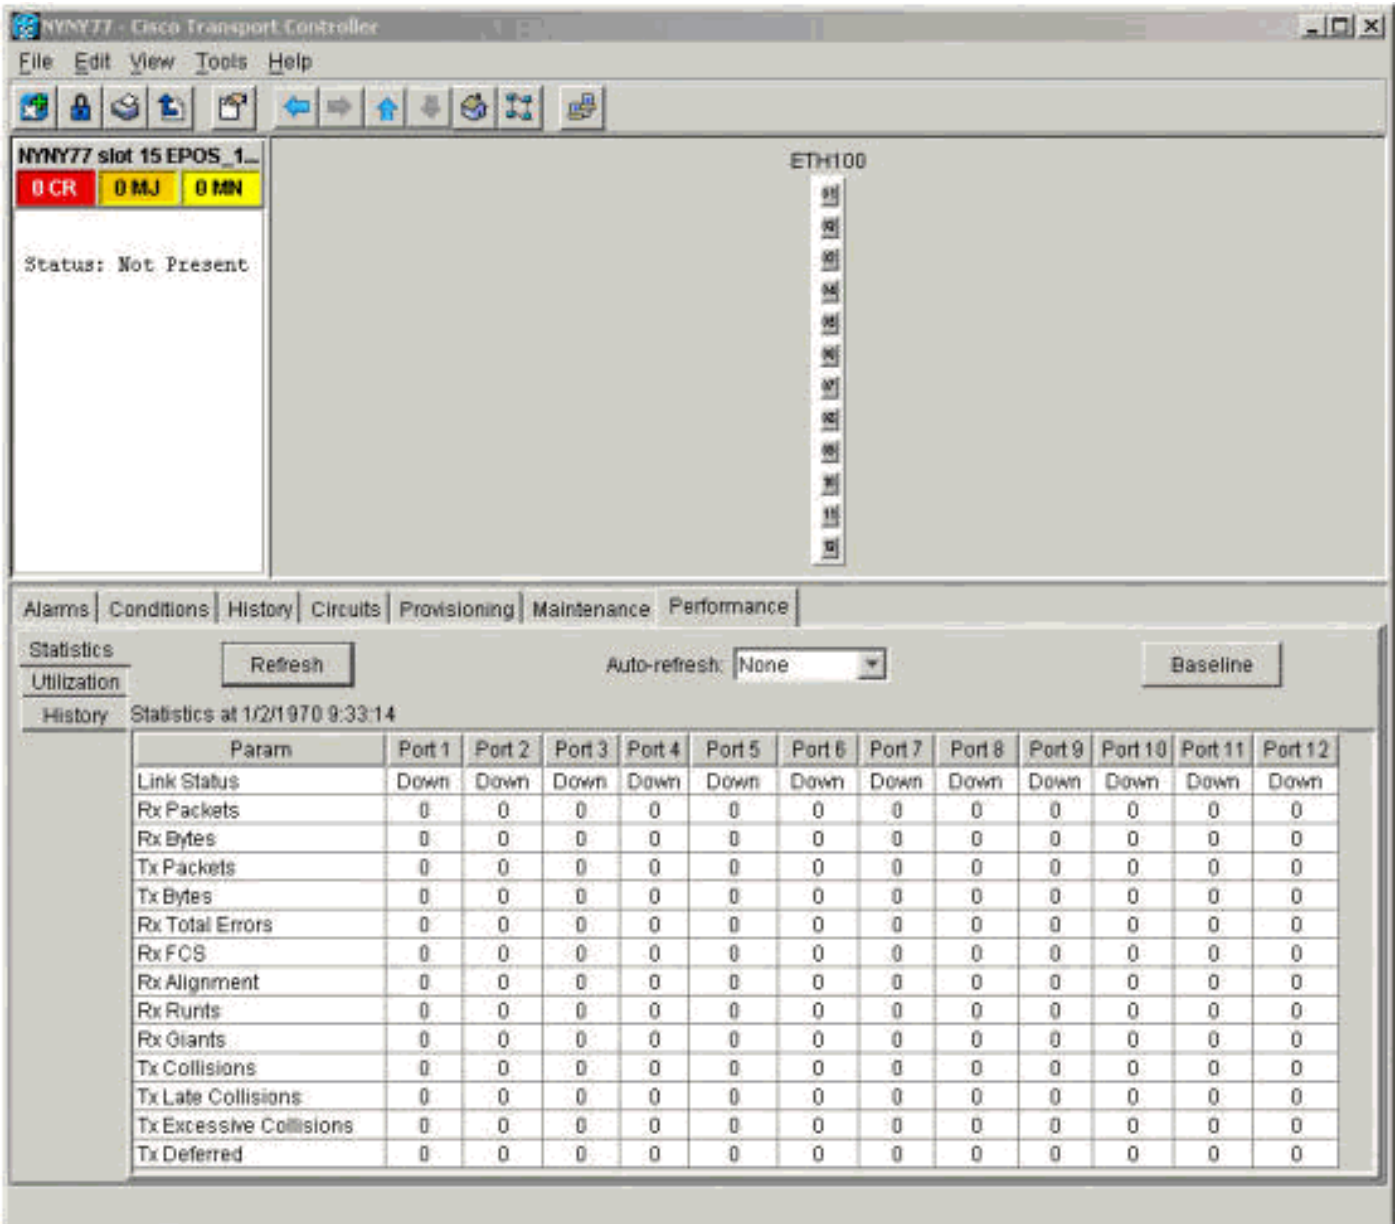 NYNY77 - Cisco Transport Controller
File Edit View Tools Help
NYNY77 slot 15 EPOS_1...
0 CR 0 MJ 0 MN
Status: Not Present
ETH100
01
02
03
04
05
06
07
08
09
10
11
12
Alarms Conditions History Circuits Provisioning Maintenance Performance
Statistics
Utilization
History
Refresh Auto-refresh: None Baseline
Statistics at 1/2/1970 9:33:14
Param Port 1 Port 2 Port 3 Port 4 Port 5 Port 6 Port 7 Port 8 Port 9 Port 10 Port 11 Port 12
Link Status Down Down Down Down Down Down Down Down Down Down Down Down
Rx Packets 0 0 0 0 0 0 0 0 0 0 0 0
Rx Bytes 0 0 0 0 0 0 0 0 0 0 0 0
Tx Packets 0 0 0 0 0 0 0 0 0 0 0 0
Tx Bytes 0 0 0 0 0 0 0 0 0 0 0 0
Rx Total Errors 0 0 0 0 0 0 0 0 0 0 0 0
Rx FCS 0 0 0 0 0 0 0 0 0 0 0 0
Rx Alignment 0 0 0 0 0 0 0 0 0 0 0 0
Rx Runts 0 0 0 0 0 0 0 0 0 0 0 0
Rx Giants 0 0 0 0 0 0 0 0 0 0 0 0
Tx Collisions 0 0 0 0 0 0 0 0 0 0 0 0
Tx Late Collisions 0 0 0 0 0 0 0 0 0 0 0 0
Tx Excessive Collisions 0 0 0 0 0 0 0 0 0 0 0 0
Tx Deferred 0 0 0 0 0 0 0 0 0 0 0 0